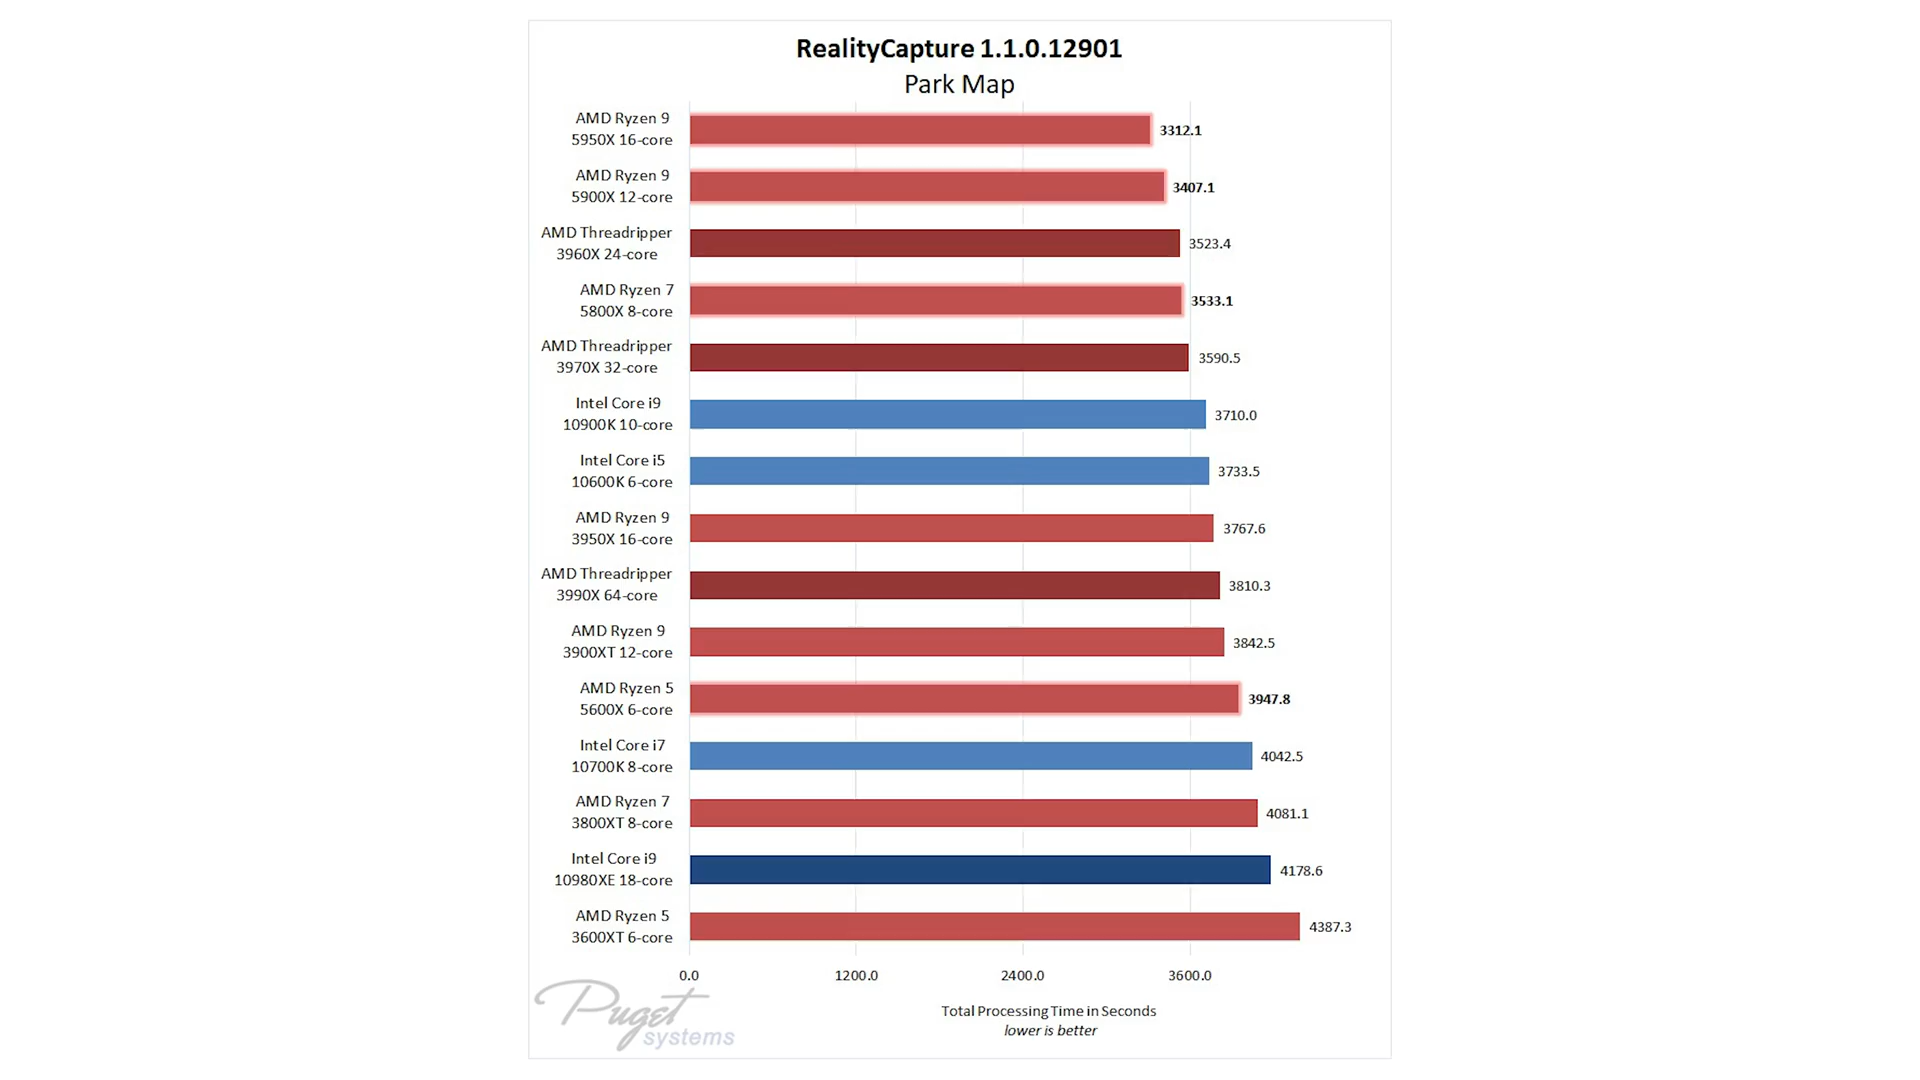 RealityCapture 1.1.0.12901
Park Map
AMD Ryzen 9
5950X 16-core
3312.1
AMD Ryzen 9
5900X 12-core
3407.1
AMD Threadripper
3960X 24-core
3523.4
AMD Ryzen 7
5800X 8-core
3533.1
AMD Threadripper
3970X 32-core
3590.5
Intel Core i9
10900K 10-core
3710.0
Intel Core i5
10600K 6-core
3733.5
AMD Ryzen 9
3950X 16-core
3767.6
AMD Threadripper
3990X 64-core
3810.3
AMD Ryzen 9
3900XT 12-core
3842.5
AMD Ryzen 5
5600X 6-core
3947.8
Intel Core i7
10700K 8-core
4042.5
AMD Ryzen 7
3800XT 8-core
4081.1
Intel Core i9
10980XE 18-core
4178.6
AMD Ryzen 5
3600XT 6-core
4387.3
0.0 1200.0 2400.0 3600.0
Total Processing Time in Seconds
lower is better
Puget
systems